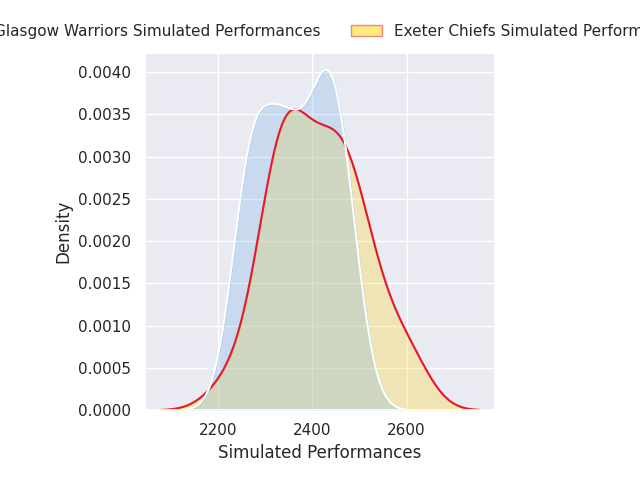 Glasgow Warriors Simulated Performances
Exeter Chiefs Simulated Perform
0.0040
0.0035
0.0030
0.0025
0.0020
0.0015
0.0010
0.0005
0.0000
Density
2200 2400 2600
Simulated Performances